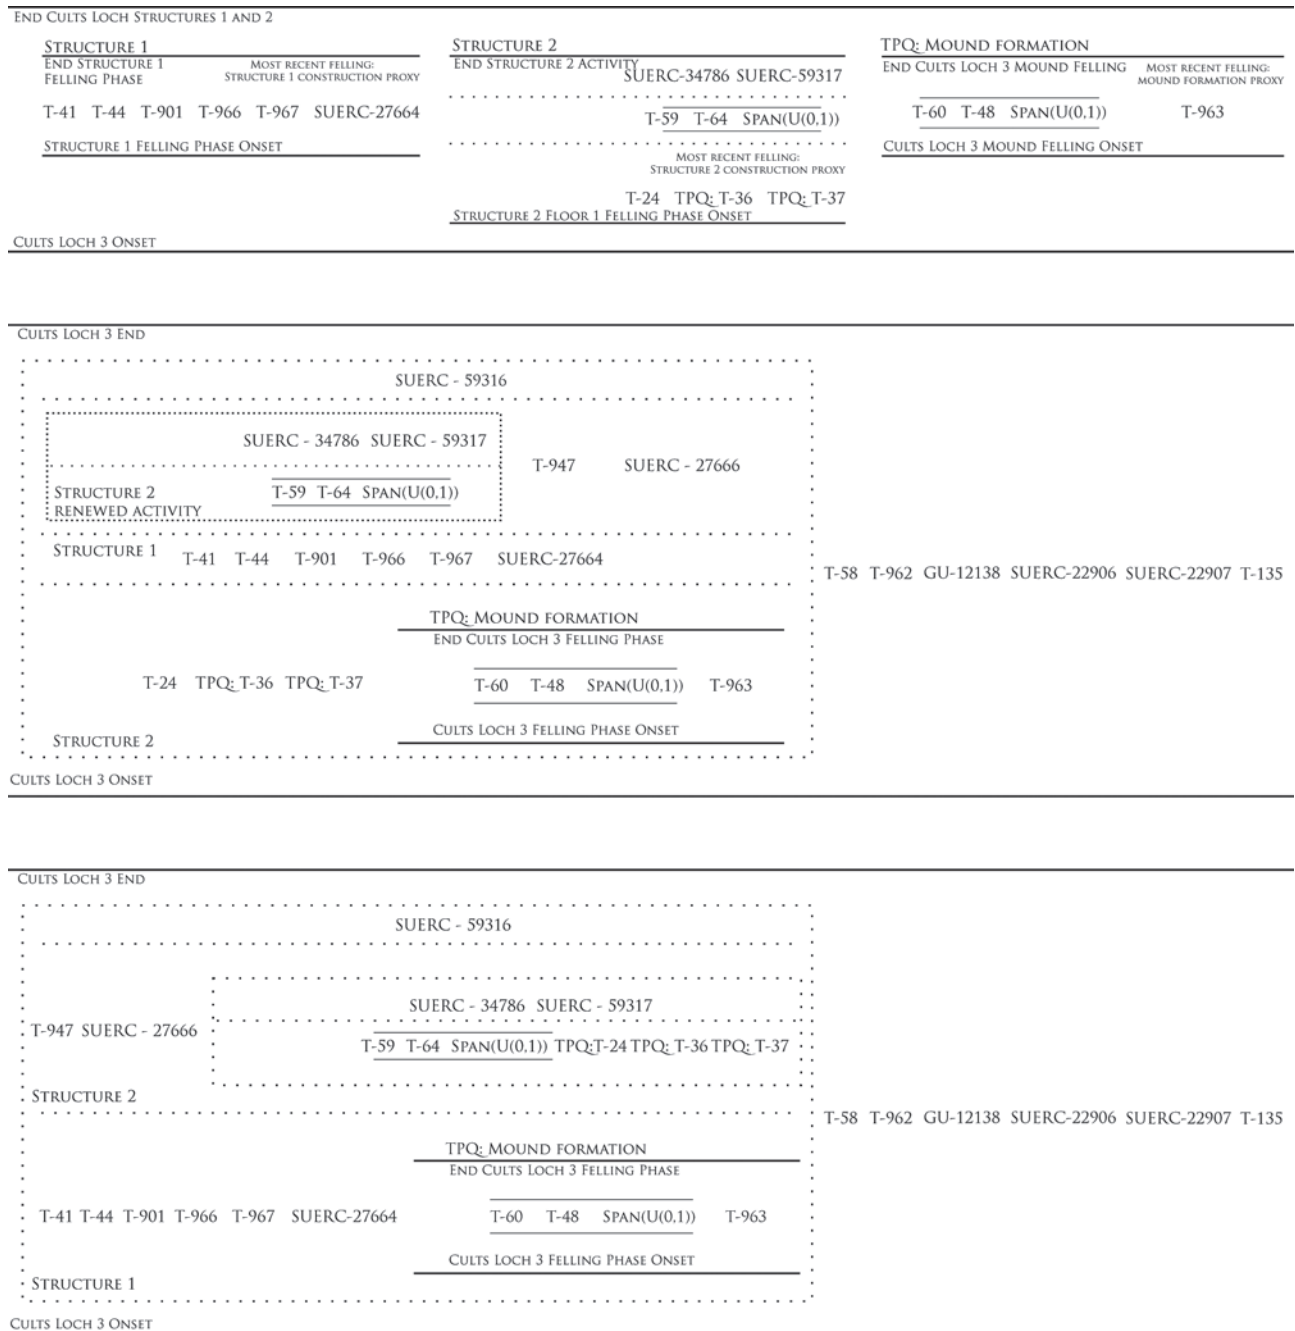 END CULTS LOCH STRUCTURES 1 AND 2
STRUCTURE 1
END STRUCTURE 1 FELLING PHASE
MOST RECENT FELLING:
STRUCTURE 1 CONSTRUCTION PROXY
T-41 T-44 T-901 T-966 T-967 SUERC-27664
STRUCTURE 1 FELLING PHASE ONSET
STRUCTURE 2
END STRUCTURE 2 ACTIVITY
SUERC-34786 SUERC-59317
T-59 T-64 SPAN(U(0,1))
MOST RECENT FELLING:
STRUCTURE 2 CONSTRUCTION PROXY
T-24 TPQ: T-36 TPQ: T-37
STRUCTURE 2 FLOOR 1 FELLING PHASE ONSET
TPQ: MOUND FORMATION
END CULTS LOCH 3 MOUND FELLING
MOST RECENT FELLING:
MOUND FORMATION PROXY
T-60 T-48 SPAN(U(0,1))
T-963
CULTS LOCH 3 MOUND FELLING ONSET
CULTS LOCH 3 ONSET
CULTS LOCH 3 END
SUERC - 59316
SUERC - 34786 SUERC - 59317
T-947 SUERC - 27666
STRUCTURE 2
RENEWED ACTIVITY
T-59 T-64 SPAN(U(0,1))
STRUCTURE 1 T-41 T-44 T-901 T-966 T-967 SUERC-27664
T-58 T-962 GU-12138 SUERC-22906 SUERC-22907 T-135
TPQ: MOUND FORMATION
END CULTS LOCH 3 FELLING PHASE
T-24 TPQ: T-36 TPQ: T-37
T-60 T-48 SPAN(U(0,1)) T-963
CULTS LOCH 3 FELLING PHASE ONSET
STRUCTURE 2
CULTS LOCH 3 ONSET
CULTS LOCH 3 END
SUERC - 59316
SUERC - 34786 SUERC - 59317
T-947 SUERC - 27666
T-59 T-64 SPAN(U(0,1)) TPQ:T-24 TPQ: T-36 TPQ: T-37
STRUCTURE 2
T-58 T-962 GU-12138 SUERC-22906 SUERC-22907 T-135
TPQ: MOUND FORMATION
END CULTS LOCH 3 FELLING PHASE
T-41 T-44 T-901 T-966 T-967 SUERC-27664
T-60 T-48 SPAN(U(0,1)) T-963
CULTS LOCH 3 FELLING PHASE ONSET
STRUCTURE 1
CULTS LOCH 3 ONSET